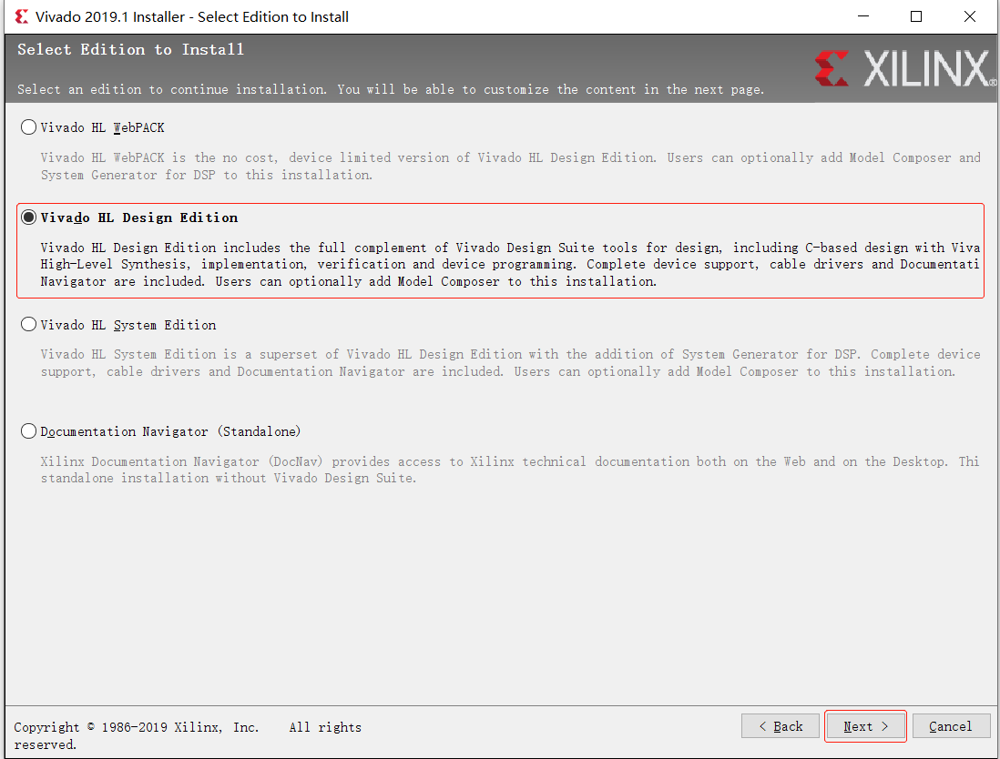 Vivado 2019.1 Installer - Select Edition to Install
Select Edition to Install
Select an edition to continue installation. You will be able to customize the content in the next page.
XILINX®
Vivado HL WebPACK
Vivado HL WebPACK is the no cost, device limited version of Vivado HL Design Edition. Users can optionally add Model Composer and
System Generator for DSP to this installation.
Vivado HL Design Edition
Vivado HL Design Edition includes the full complement of Vivado Design Suite tools for design, including C-based design with Viva
High-Level Synthesis, implementation, verification and device programming. Complete device support, cable drivers and Documentati
Navigator are included. Users can optionally add Model Composer to this installation.
Vivado HL System Edition
Vivado HL System Edition is a superset of Vivado HL Design Edition with the addition of System Generator for DSP. Complete device
support, cable drivers and Documentation Navigator are included. Users can optionally add Model Composer to this installation.
Documentation Navigator (Standalone)
Xilinx Documentation Navigator (DocNav) provides access to Xilinx technical documentation both on the Web and on the Desktop. Thi
standalone installation without Vivado Design Suite.
Copyright © 1986-2019 Xilinx, Inc. All rights
reserved.
< Back
Next >
Cancel